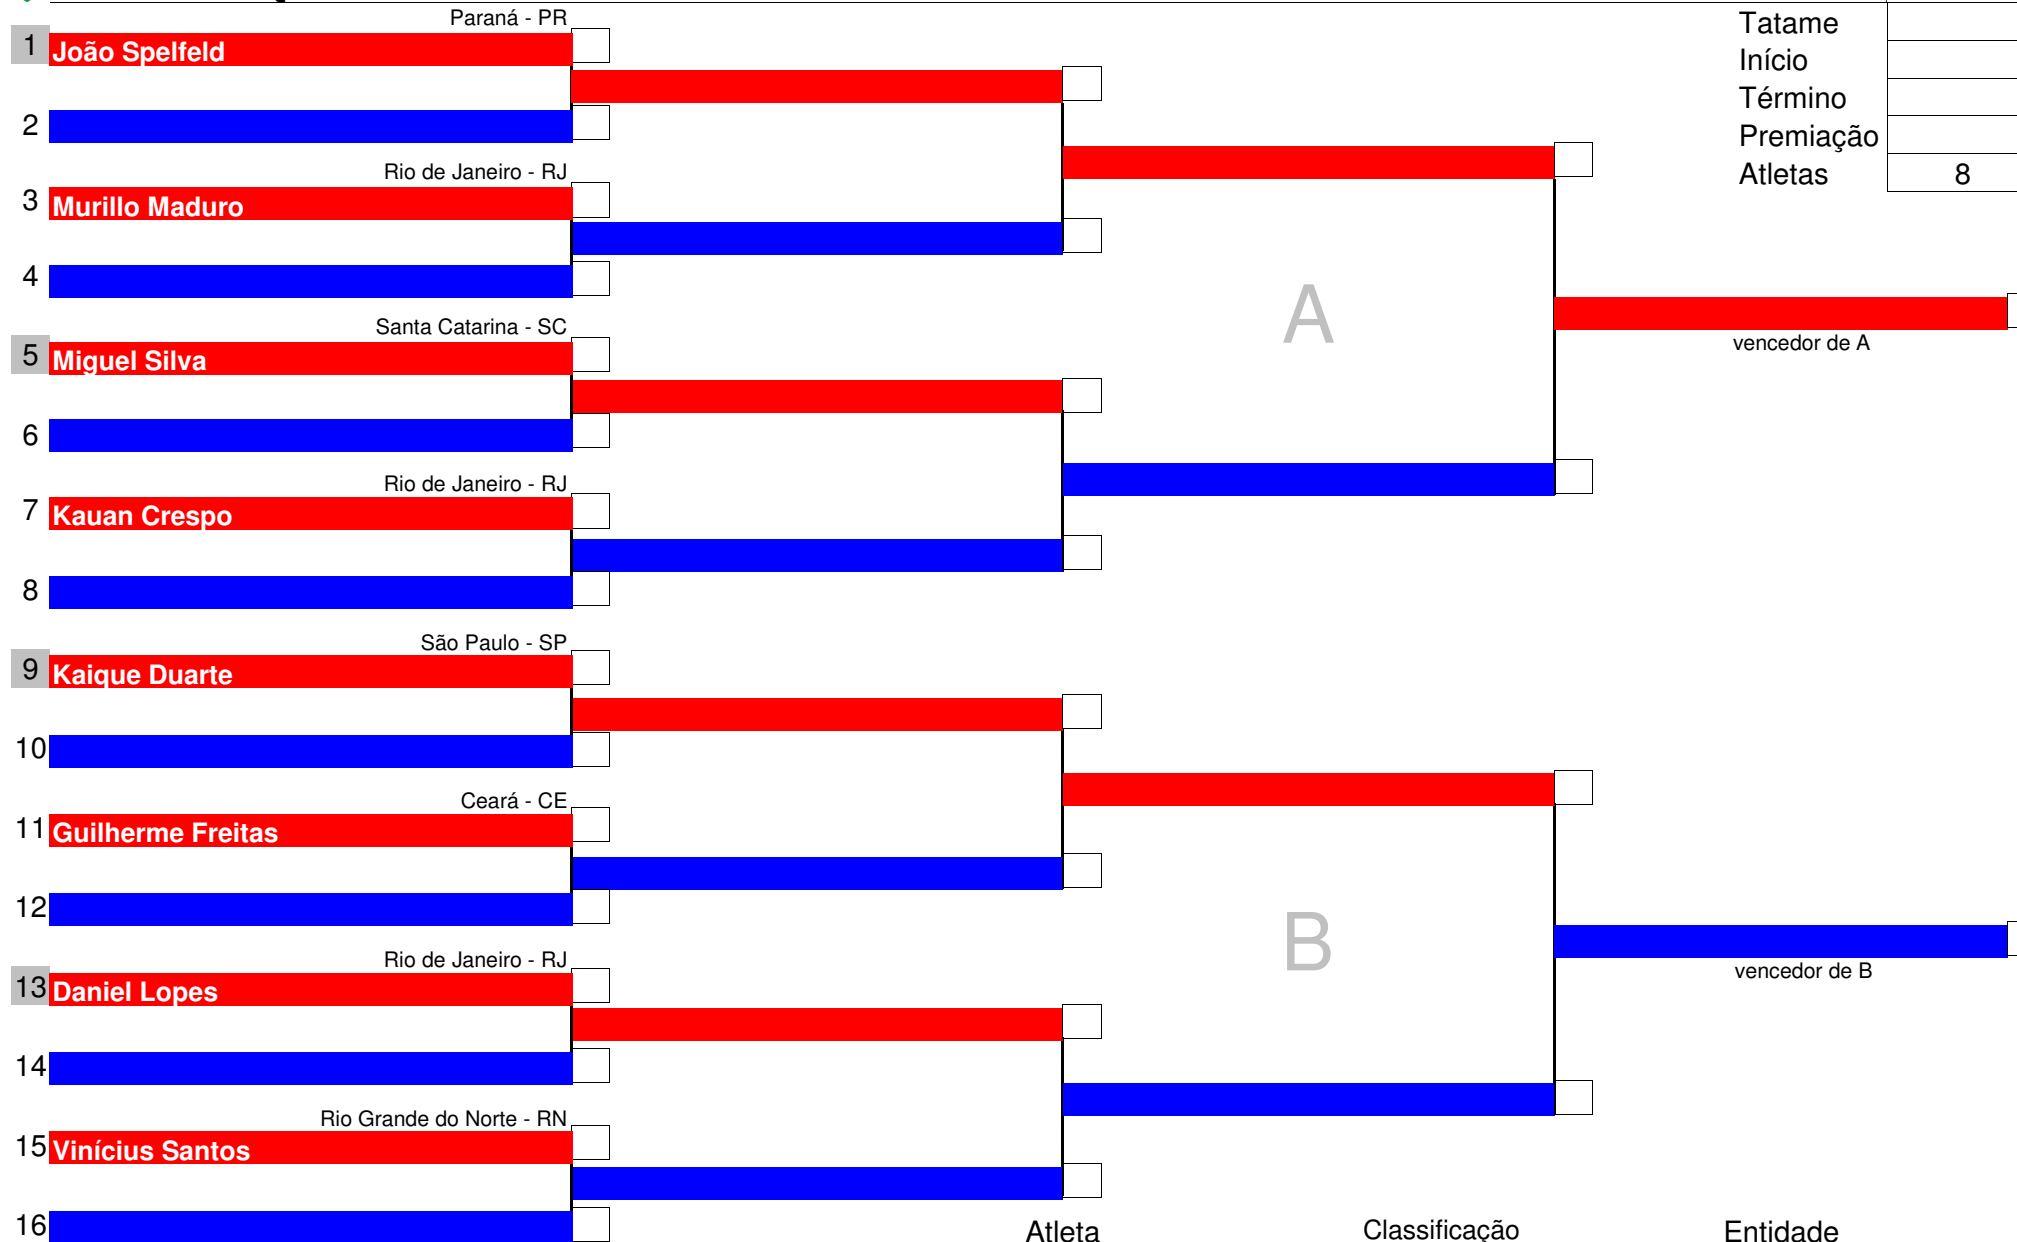 Paraná - PR
1 João Spelfeld
2
Rio de Janeiro - RJ
3 Murillo Maduro
4
Santa Catarina - SC
5 Miguel Silva
6
Rio de Janeiro - RJ
7 Kauan Crespo
8
São Paulo - SP
9 Kaique Duarte
10
Ceará - CE
11 Guilherme Freitas
12
Rio de Janeiro - RJ
13 Daniel Lopes
14
Rio Grande do Norte - RN
15 Vinícius Santos
16
A
B
vencedor de A
vencedor de B
Tatame
Início
Término
Premiação
Atletas 8
Atleta Classificação Entidade